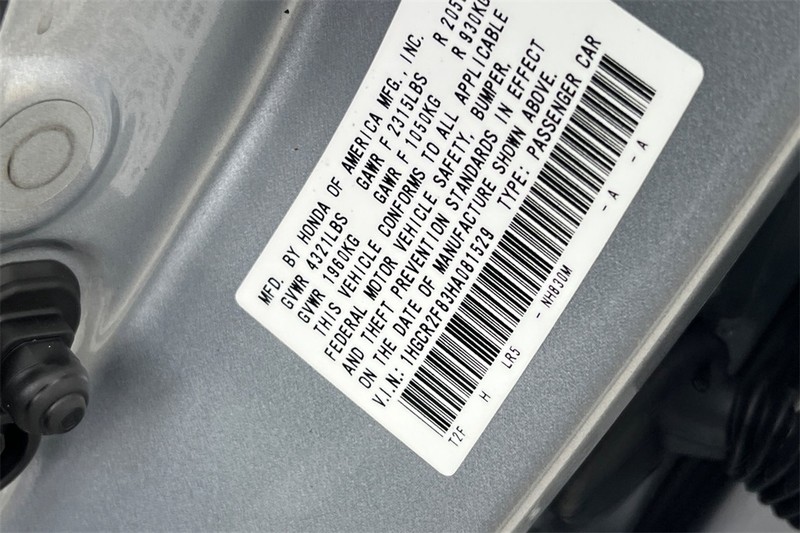 MFD. BY HONDA OF AMERICA MFG., INC.
GVWR 4321LBS GAWR F 2315LBS R 205
GVWR 1960KG GAWR F 1050KG R 930KG
THIS VEHICLE CONFORMS TO ALL APPLICABLE
FEDERAL MOTOR VEHICLE SAFETY, BUMPER,
AND THEFT PREVENTION STANDARDS IN EFFECT
ON THE DATE OF MANUFACTURE SHOWN ABOVE.
V.I.N.: 1HGCR2F83HA081529 TYPE: PASSENGER CAR
T2F H LR5 - NH830M - A - A